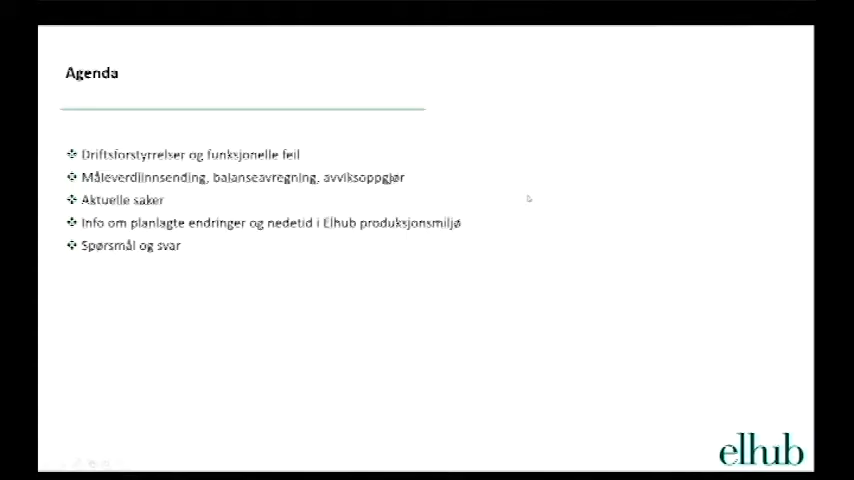 Agenda
Driftsforstyrrelser og funksjonelle feil
Måleverdiinnsending, balanseavregning, avviksoppgjør
Aktuelle saker
Info om planlagte endringer og nedetid i Elhub produksjonsmiljø
Spørsmål og svar
elhub